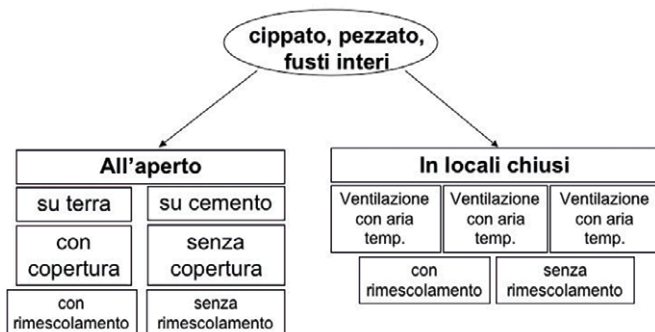 cippato, pezzato,
fusti interi
All'aperto
su terra
su cemento
con
copertura
senza
copertura
con
rimescolamento
senza
rimescolamento
In locali chiusi
Ventilazione
con aria
temp.
Ventilazione
con aria
temp.
Ventilazione
con aria
temp.
con
rimescolamento
senza
rimescolamento